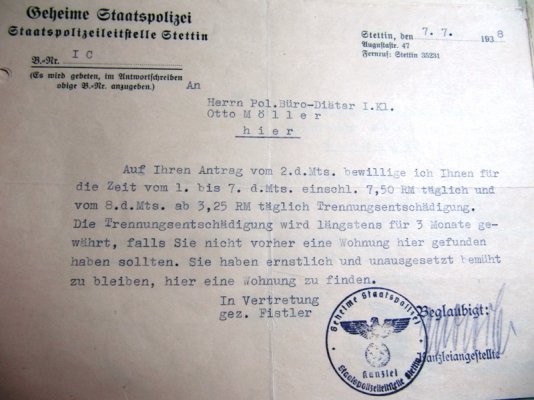 Geheime Staatspolizei
Staatspolizeileitstelle Stettin
B.-Nr. I C
(Es wird gebeten, im Antwortschreiben
obige B.-Nr. anzugeben.)
Stettin, den 7. 7. 1938
Augustastr. 47
Fernruf: Stettin 35231
An
Herrn Pol.Büro-Diätar I.Kl.
Otto Möller
hier
Auf Ihren Antrag vom 2.d.Mts. bewillige ich Ihnen für
die Zeit vom 1. bis 7. d.Mts. einschl. 7,50 RM täglich und
vom 8.d.Mts. ab 3,25 RM täglich Trennungsentschädigung.
Die Trennungsentschädigung wird längstens für 3 Monate ge-
währt, falls Sie nicht vorher eine Wohnung hier gefunden
haben sollten. Sie haben ernstlich und unausgesetzt bemüht
zu bleiben, hier eine Wohnung zu finden.
In Vertretung
gez. Fistler
Geheime Staatspolizei
Kanzlei
Staatspolizeileitstelle Stettin
Beglaubigt:
Kanzleiangestellte